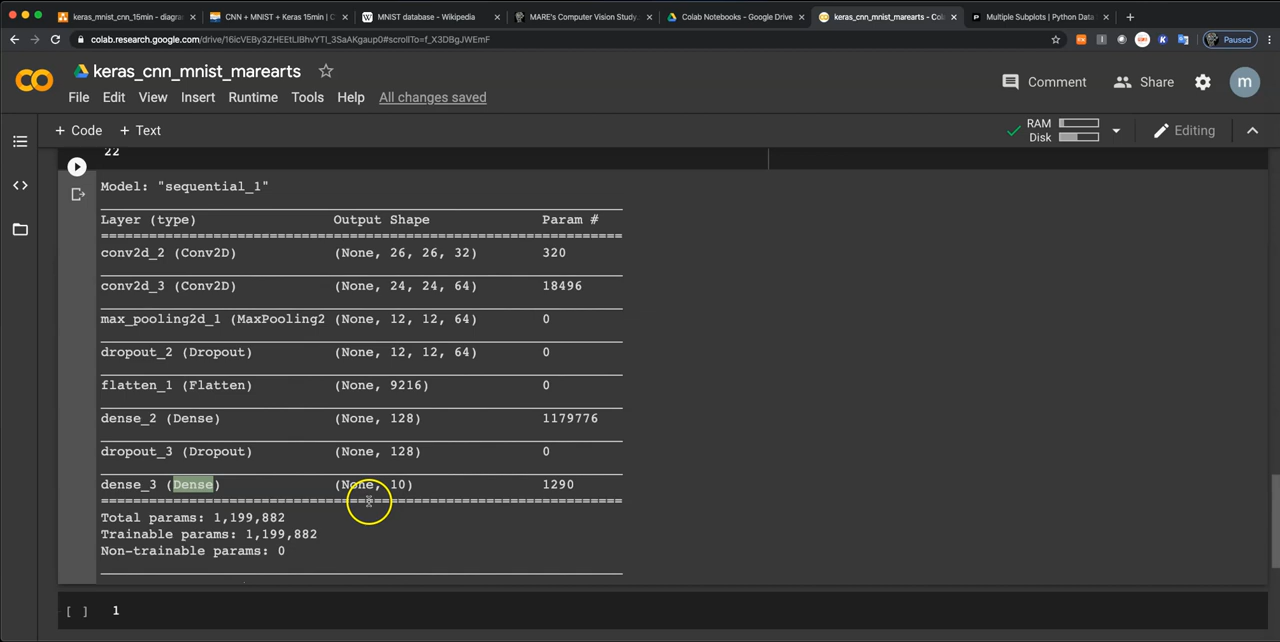 keras_mnist_cnn_15min - diagra
CNN + MNIST + Keras 15min | C
MNIST database - Wikipedia
MARE's Computer Vision Study.
Colab Notebooks - Google Drive
keras_cnn_mnist_marearts - Col
Multiple Subplots | Python Data
colab.research.google.com/drive/16icVEBy3ZHEEtLIBhvYTI_3SaAKgaup0#scrollTo=f_X3DBgJWEmF
Paused
keras_cnn_mnist_marearts
Comment
Share
m
File Edit View Insert Runtime Tools Help All changes saved
+ Code + Text
RAM
Disk
Editing
22
Model: "sequential_1"
Layer (type) Output Shape Param #
=================================================================
conv2d_2 (Conv2D) (None, 26, 26, 32) 320
conv2d_3 (Conv2D) (None, 24, 24, 64) 18496
max_pooling2d_1 (MaxPooling2 (None, 12, 12, 64) 0
dropout_2 (Dropout) (None, 12, 12, 64) 0
flatten_1 (Flatten) (None, 9216) 0
dense_2 (Dense) (None, 128) 1179776
dropout_3 (Dropout) (None, 128) 0
dense_3 (Dense) (None, 10) 1290
=================================================================
Total params: 1,199,882
Trainable params: 1,199,882
Non-trainable params: 0
[ ] 1